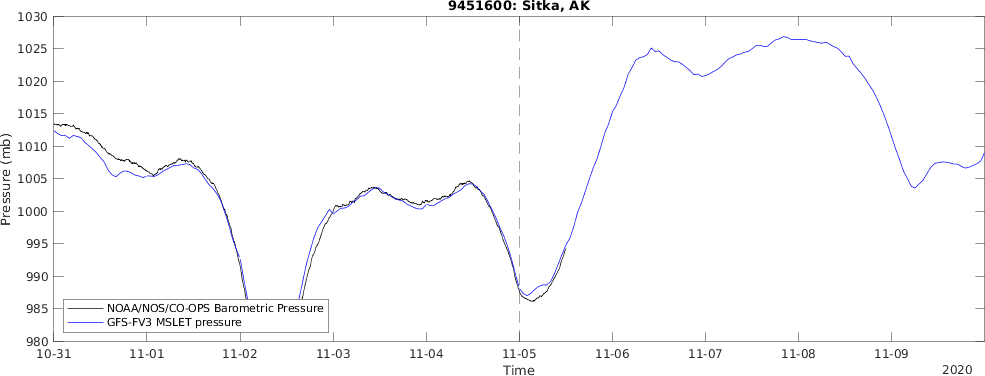 9451600: Sitka, AK
Pressure (mb)
1030
1025
1020
1015
1010
1005
1000
995
990
985
980
NOAA/NOS/CO-OPS Barometric Pressure
GFS-FV3 MSLET pressure
10-31 11-01 11-02 11-03 11-04 11-05 11-06 11-07 11-08 11-09
Time
2020